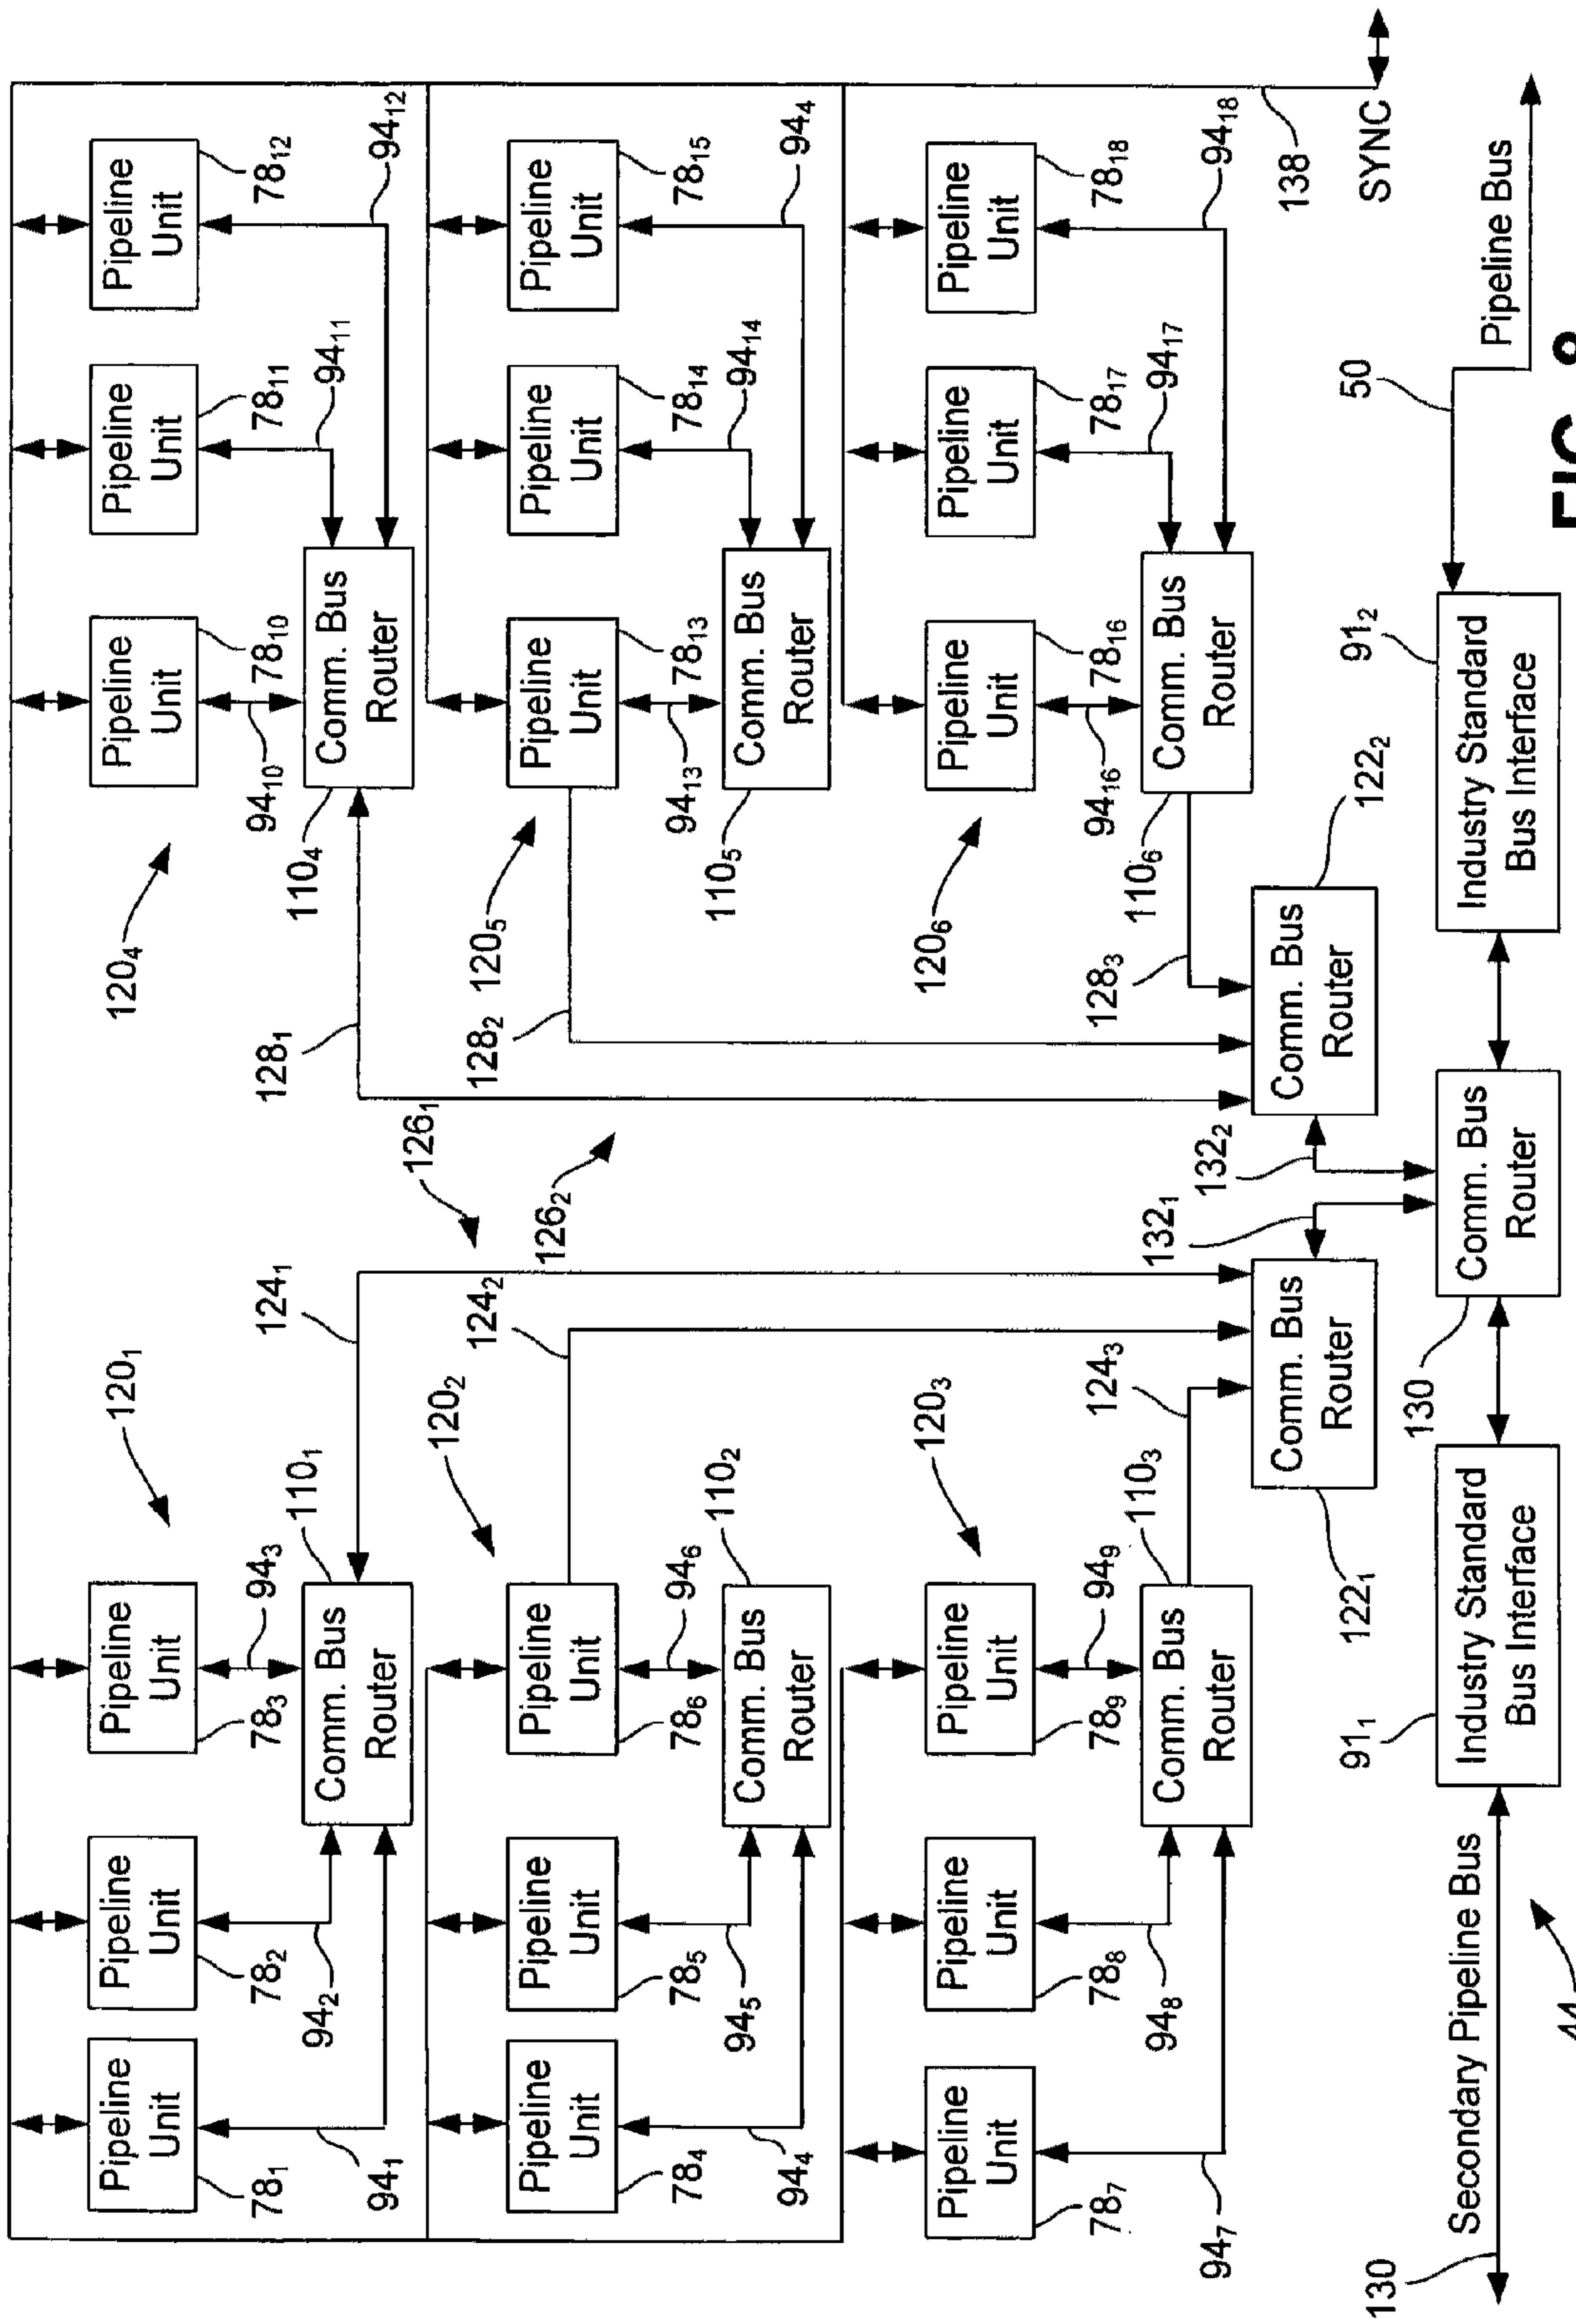 Pipeline
Unit
78₁
Pipeline
Unit
78₂
Pipeline
Unit
78₃
120₁
120₄
Pipeline
Unit
78₁₀
Pipeline
Unit
78₁₁
Pipeline
Unit
78₁₂
94₁
94₂
94₃
110₁
Comm. Bus
Router
124₁
128₁
94₁₀
110₄
Comm. Bus
Router
94₁₁
94₁₂
126₁
126₂
Pipeline
Unit
78₄
Pipeline
Unit
78₅
Pipeline
Unit
78₆
120₂
124₂
128₂
120₅
Pipeline
Unit
78₁₃
Pipeline
Unit
78₁₄
Pipeline
Unit
78₁₅
94₄
94₅
94₆
110₂
Comm. Bus
Router
94₁₃
110₅
Comm. Bus
Router
94₁₄
94₄
Pipeline
Unit
78₇
Pipeline
Unit
78₈
Pipeline
Unit
78₉
120₃
120₆
Pipeline
Unit
78₁₆
Pipeline
Unit
78₁₇
Pipeline
Unit
78₁₈
94₇
94₈
94₉
110₃
Comm. Bus
Router
124₃
128₃
94₁₆
110₆
Comm. Bus
Router
94₁₇
94₁₈
138
SYNC
122₁
Comm. Bus
Router
132₁
132₂
Comm. Bus
Router
122₂
130
Secondary Pipeline Bus
91₁
Industry Standard
Bus Interface
130
Comm. Bus
Router
91₂
Industry Standard
Bus Interface
50
Pipeline Bus
44